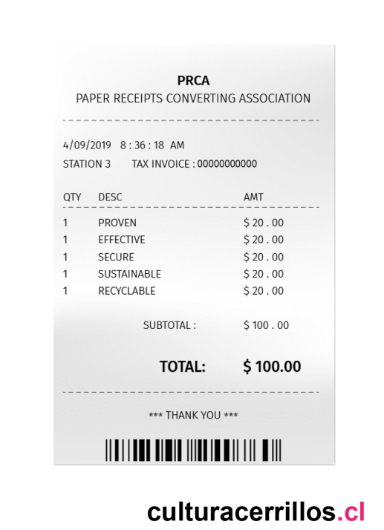 PRCA
PAPER RECEIPTS CONVERTING ASSOCIATION
4/09/2019 8:36:18 AM
STATION 3 TAX INVOICE : 00000000000
QTY DESC AMT
1 PROVEN $ 20 . 00
1 EFFECTIVE $ 20 . 00
1 SECURE $ 20 . 00
1 SUSTAINABLE $ 20 . 00
1 RECYCLABLE $ 20 . 00
SUBTOTAL : $ 100 . 00
TOTAL: $ 100.00
*** THANK YOU ***
culturacerrillos.cl